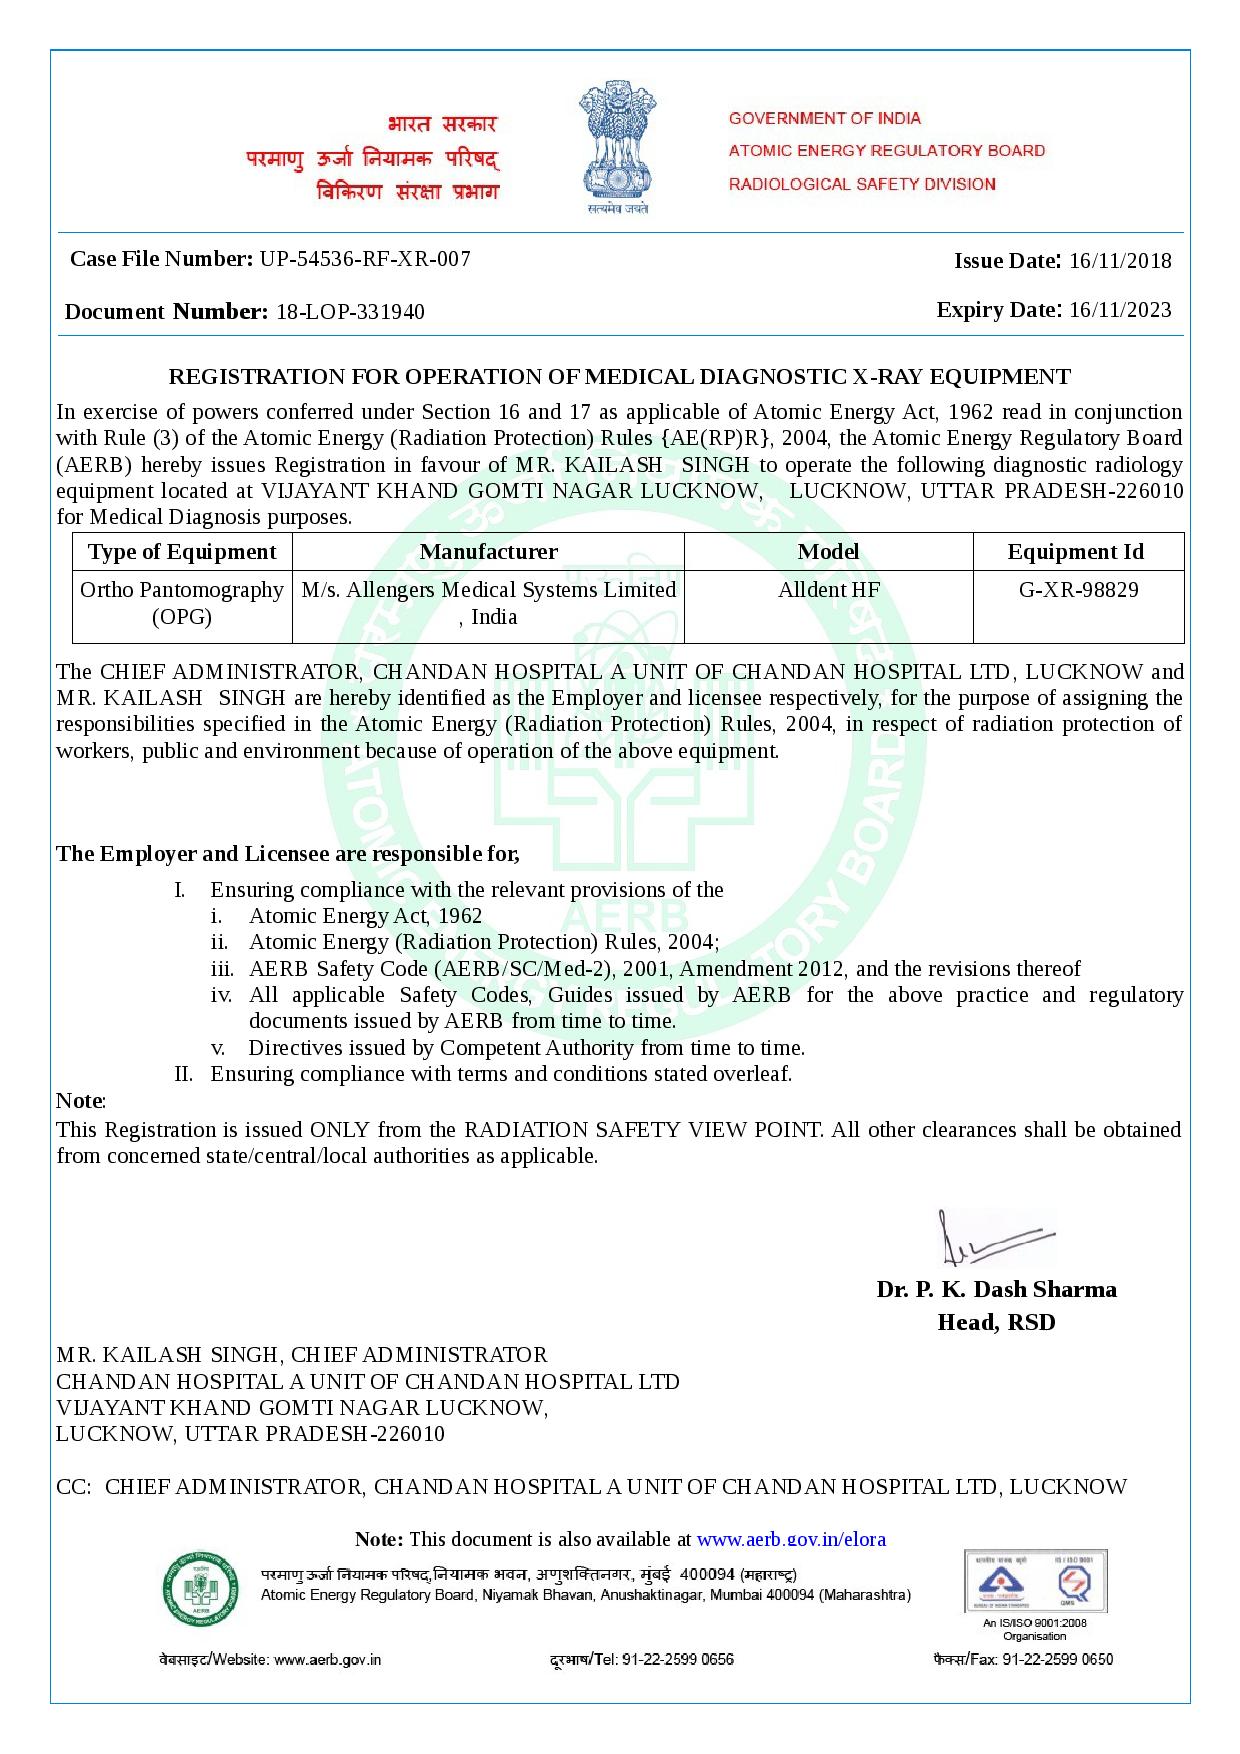 भारत सरकार
परमाणु ऊर्जा नियामक परिषद्
विकिरण संरक्षा प्रभाग
सत्यमेव जयते
GOVERNMENT OF INDIA
ATOMIC ENERGY REGULATORY BOARD
RADIOLOGICAL SAFETY DIVISION
Case File Number: UP-54536-RF-XR-007
Issue Date: 16/11/2018
Document Number: 18-LOP-331940
Expiry Date: 16/11/2023
REGISTRATION FOR OPERATION OF MEDICAL DIAGNOSTIC X-RAY EQUIPMENT
In exercise of powers conferred under Section 16 and 17 as applicable of Atomic Energy Act, 1962 read in conjunction
with Rule (3) of the Atomic Energy (Radiation Protection) Rules {AE(RP)R}, 2004, the Atomic Energy Regulatory Board
(AERB) hereby issues Registration in favour of MR. KAILASH SINGH to operate the following diagnostic radiology
equipment located at VIJAYANT KHAND GOMTI NAGAR LUCKNOW, LUCKNOW, UTTAR PRADESH-226010
for Medical Diagnosis purposes.
Type of Equipment Manufacturer Model Equipment Id
Ortho Pantomography M/s. Allengers Medical Systems Limited Alldent HF G-XR-98829
(OPG) , India
The CHIEF ADMINISTRATOR, CHANDAN HOSPITAL A UNIT OF CHANDAN HOSPITAL LTD, LUCKNOW and
MR. KAILASH SINGH are hereby identified as the Employer and licensee respectively, for the purpose of assigning the
responsibilities specified in the Atomic Energy (Radiation Protection) Rules, 2004, in respect of radiation protection of
workers, public and environment because of operation of the above equipment.
The Employer and Licensee are responsible for,
I. Ensuring compliance with the relevant provisions of the
i. Atomic Energy Act, 1962
ii. Atomic Energy (Radiation Protection) Rules, 2004;
iii. AERB Safety Code (AERB/SC/Med-2), 2001, Amendment 2012, and the revisions thereof
iv. All applicable Safety Codes, Guides issued by AERB for the above practice and regulatory
documents issued by AERB from time to time.
v. Directives issued by Competent Authority from time to time.
II. Ensuring compliance with terms and conditions stated overleaf.
AERB
ATOMIC ENERGY REGULATORY BOARD
Note:
This Registration is issued ONLY from the RADIATION SAFETY VIEW POINT. All other clearances shall be obtained
from concerned state/central/local authorities as applicable.
Dr. P. K. Dash Sharma
Head, RSD
MR. KAILASH SINGH, CHIEF ADMINISTRATOR
CHANDAN HOSPITAL A UNIT OF CHANDAN HOSPITAL LTD
VIJAYANT KHAND GOMTI NAGAR LUCKNOW,
LUCKNOW, UTTAR PRADESH-226010
CC: CHIEF ADMINISTRATOR, CHANDAN HOSPITAL A UNIT OF CHANDAN HOSPITAL LTD, LUCKNOW
Note: This document is also available at www.aerb.gov.in/elora
परमाणु ऊर्जा नियामक परिषद,नियामक भवन, अणुशक्तिनगर, मुंबई 400094 (महाराष्ट्र)
Atomic Energy Regulatory Board, Niyamak Bhavan, Anushaktinagar, Mumbai 400094 (Maharashtra)
AERB
IS / ISO 9001
QMS
An IS/ISO 9001:2008
Organisation
वेबसाइट/Website: www.aerb.gov.in
दूरभाष/Tel: 91-22-2599 0656
फैक्स/Fax: 91-22-2599 0650